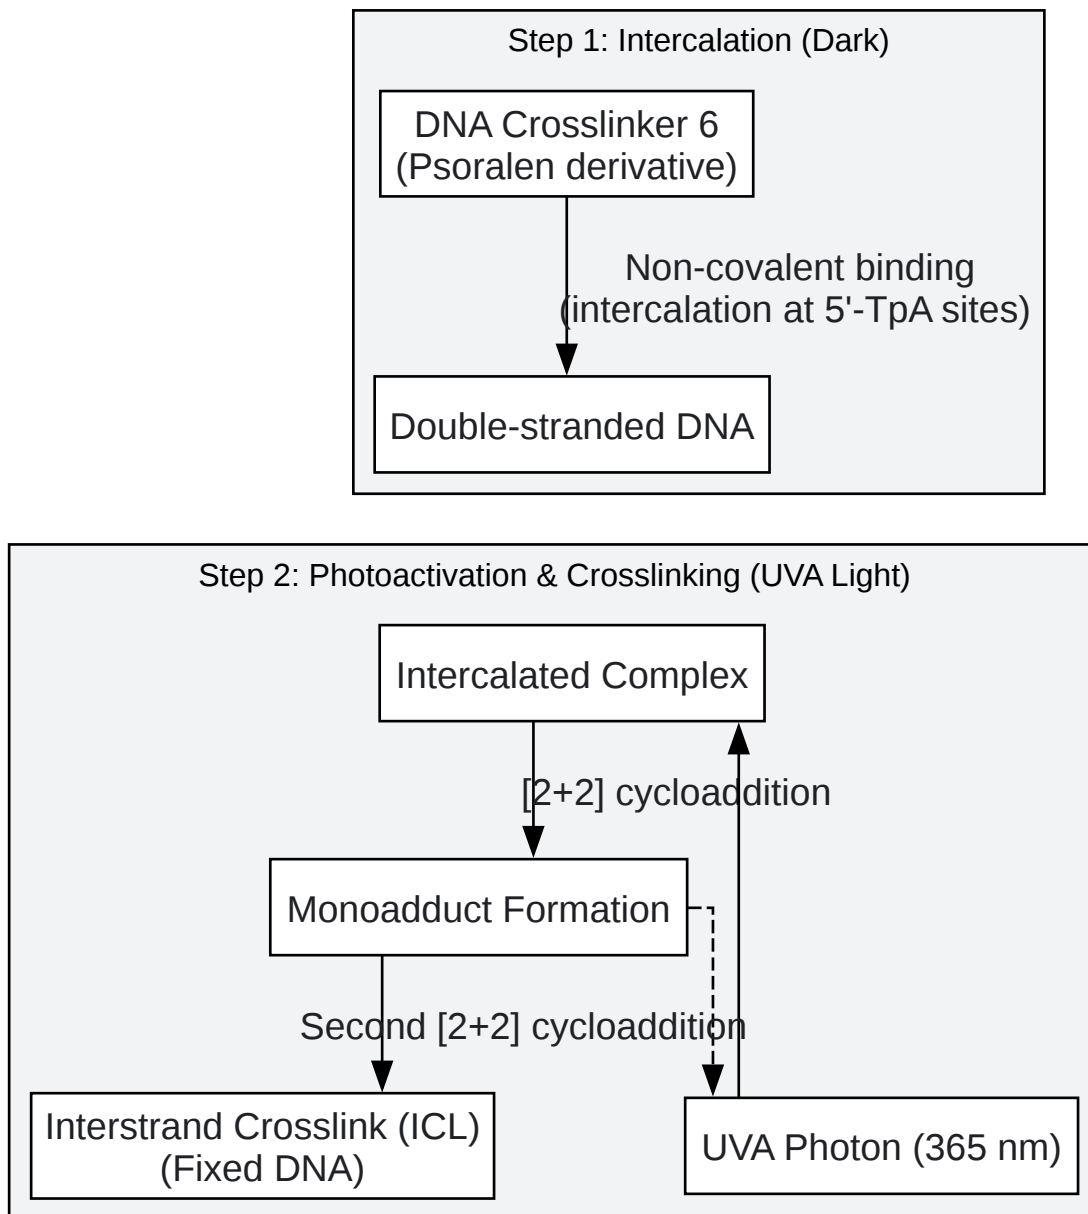 Step 1: Intercalation (Dark)
DNA Crosslinker 6
(Psoralen derivative)
Non-covalent binding
(intercalation at 5'-TpA sites)
Double-stranded DNA
Step 2: Photoactivation & Crosslinking (UVA Light)
Intercalated Complex
[2+2] cycloaddition
Monoadduct Formation
Second [2+2] cycloaddition
Interstrand Crosslink (ICL)
(Fixed DNA)
UVA Photon (365 nm)